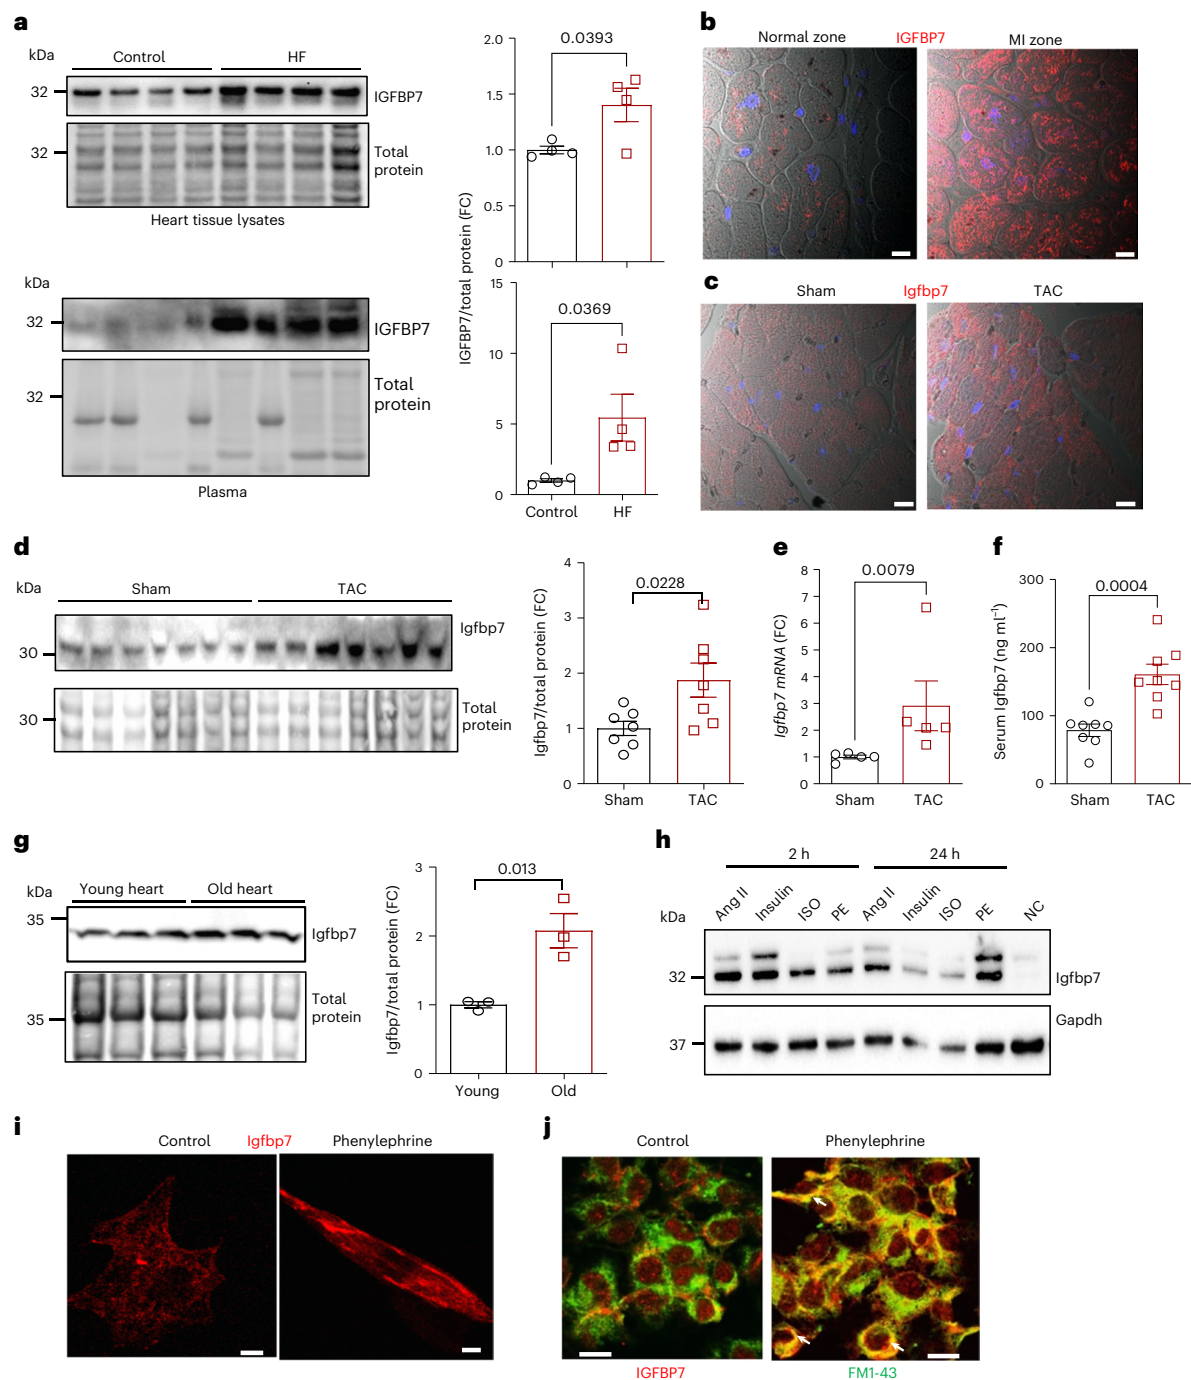 a
kDa
Control
HF
32
IGFBP7
32
Total
protein
Heart tissue lysates
kDa
32
IGFBP7
32
Total
protein
Plasma
IGFBP7/total protein (FC)
2.0
1.5
1.0
0.5
0
0.0393
15
10
5
0
0.0369
Control
HF
b
Normal zone
IGFBP7
MI zone
c
Sham
Igfbp7
TAC
d
kDa
Sham
TAC
30
Igfbp7
30
Total
protein
Igfbp7/total protein (FC)
4
3
2
1
0
0.0228
Sham
TAC
e
Igfbp7 mRNA (FC)
8
7
6
5
4
3
2
1
0
0.0079
Sham
TAC
f
Serum Igfbp7 (ng ml⁻¹)
300
200
100
0
0.0004
Sham
TAC
g
kDa
Young heart
Old heart
35
Igfbp7
35
Total
protein
Igfbp7/total protein (FC)
3
2
1
0
0.013
Young
Old
h
2 h
24 h
kDa
Ang II
Insulin
ISO
PE
Ang II
Insulin
ISO
PE
NC
32
Igfbp7
Gapdh
37
i
Control
Igfbp7
Phenylephrine
j
Control
Phenylephrine
IGFBP7
FM1-43